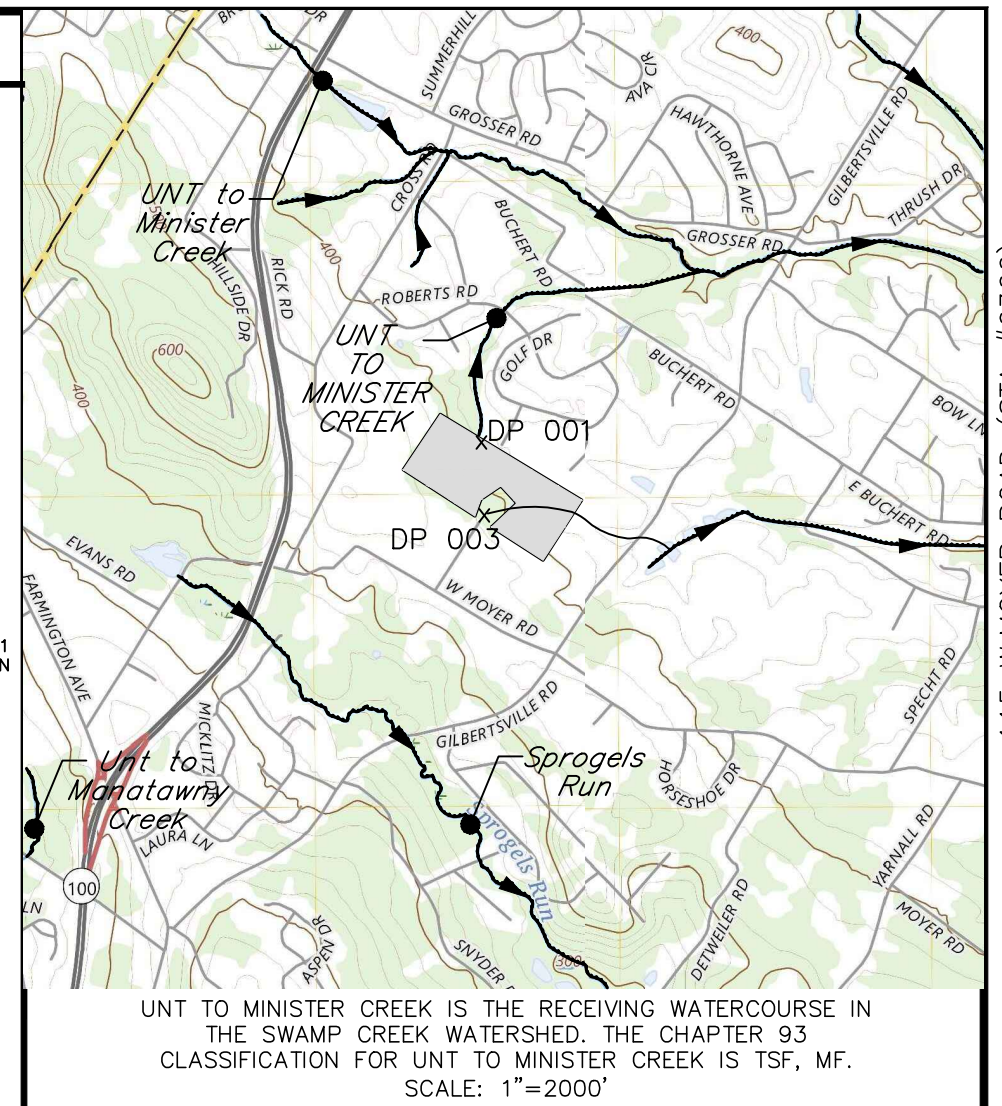 BR
DR
SUMMERHILL
400
AVA CIR
GROSSER RD
HAWTHORNE AVE
GILBERTSVILLE RD
THRUSH DR
UNT to
Minister
Creek
CROSS RD
BUCHERT RD
GROSSER RD
400
HILLSIDE DR
RICK RD
ROBERTS RD
UNT
TO
MINISTER
CREEK
GOLF DR
600
400
BUCHERT RD
BOW LN
DP 001
E BUCHERT RD
DP 003
EVANS RD
FARMINGTON AVE
W MOYER RD
1
N
SPECHT RD
MICKLITZ DR
GILBERTSVILLE RD
Sprogels
Run
HORSESHOE DR
Unt to
Manatawny
Creek
LAURA LN
Sprogels Run
YARNALL RD
100
LN
ASPEN DR
SNYDER
300
DETWEILER RD
MOYER RD
UNT TO MINISTER CREEK IS THE RECEIVING WATERCOURSE IN
THE SWAMP CREEK WATERSHED. THE CHAPTER 93
CLASSIFICATION FOR UNT TO MINISTER CREEK IS TSF, MF.
SCALE: 1"=2000'